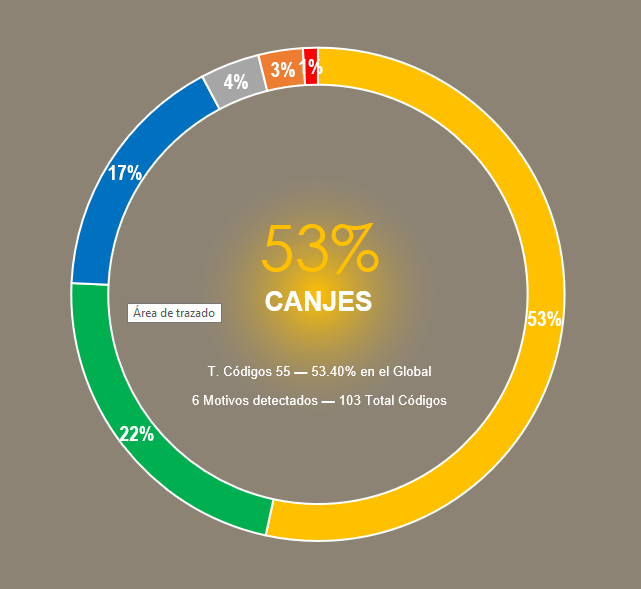 4%
3%
1%
17%
53%
CANJES
Área de trazado
53%
T. Códigos 55 — 53.40% en el Global
6 Motivos detectados — 103 Total Códigos
22%